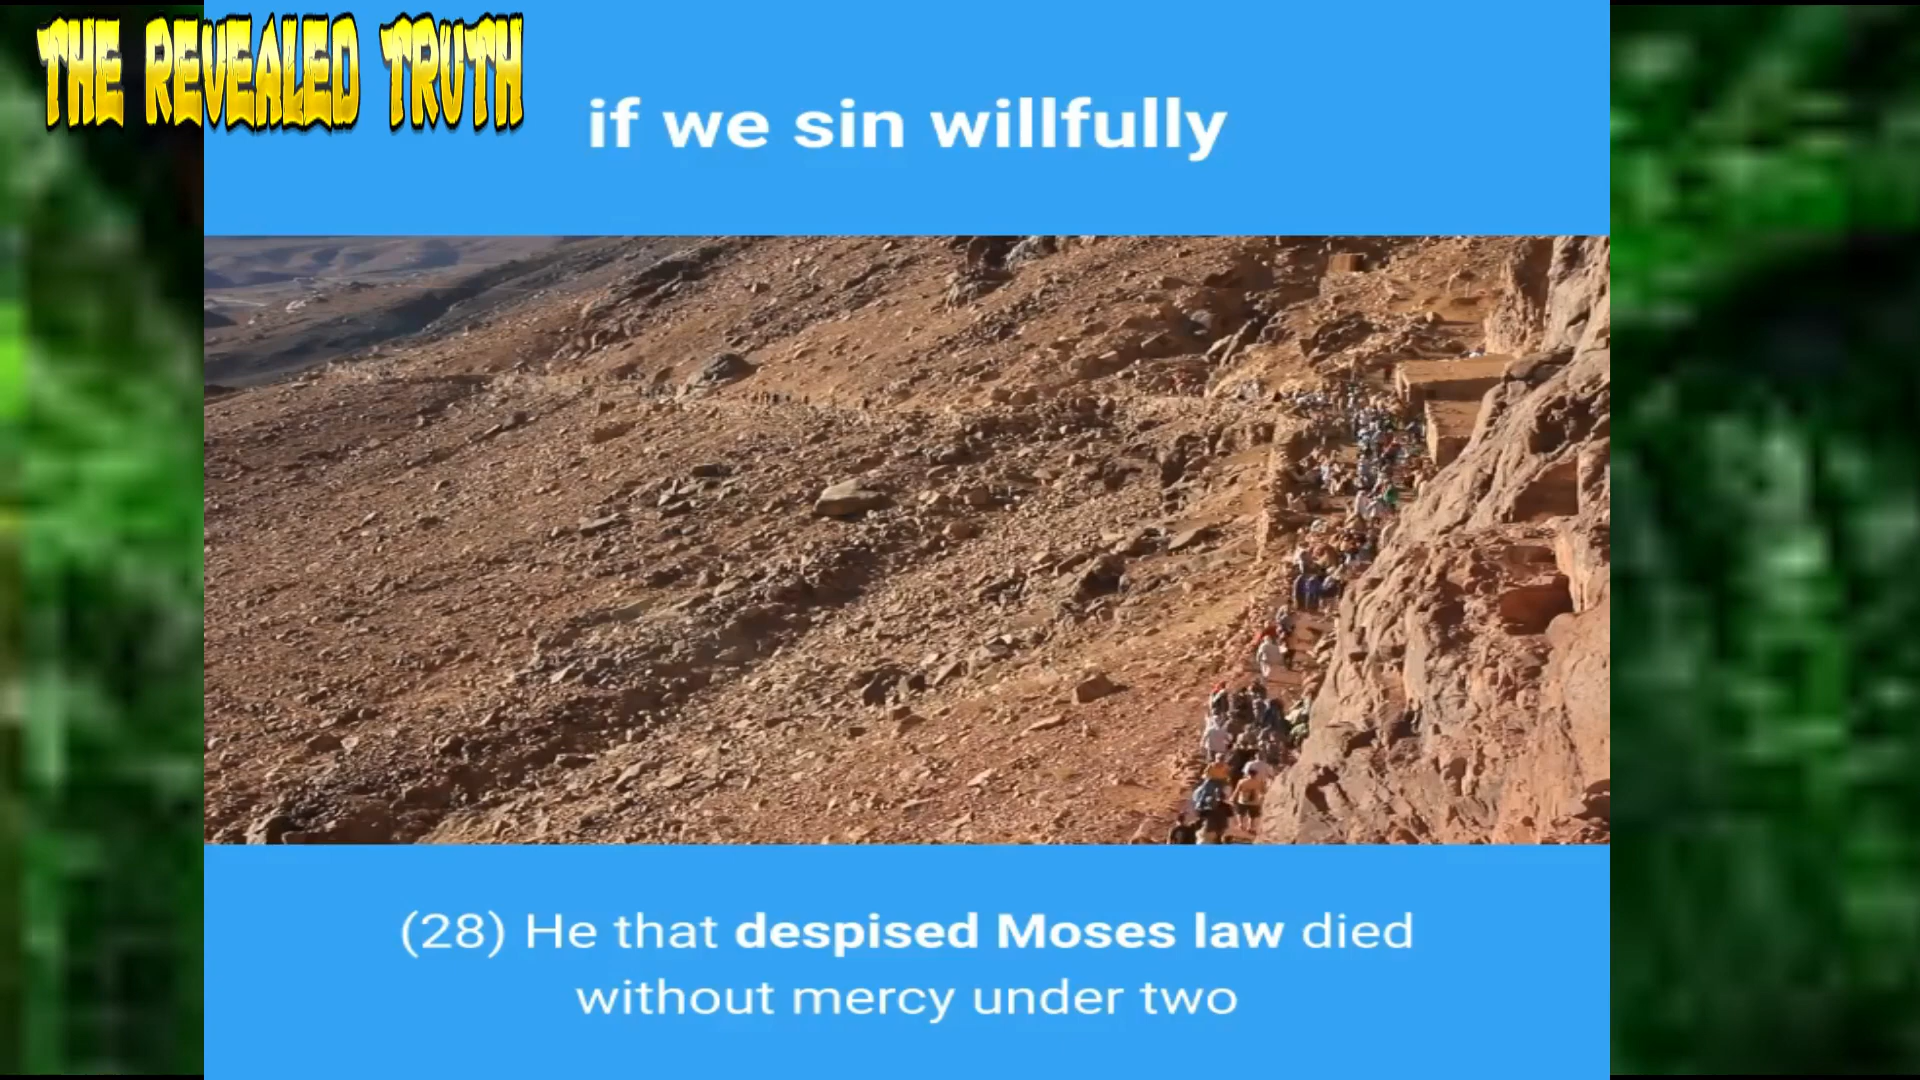 THE REVEALED TRUTH
if we sin willfully
(28) He that despised Moses law died
without mercy under two